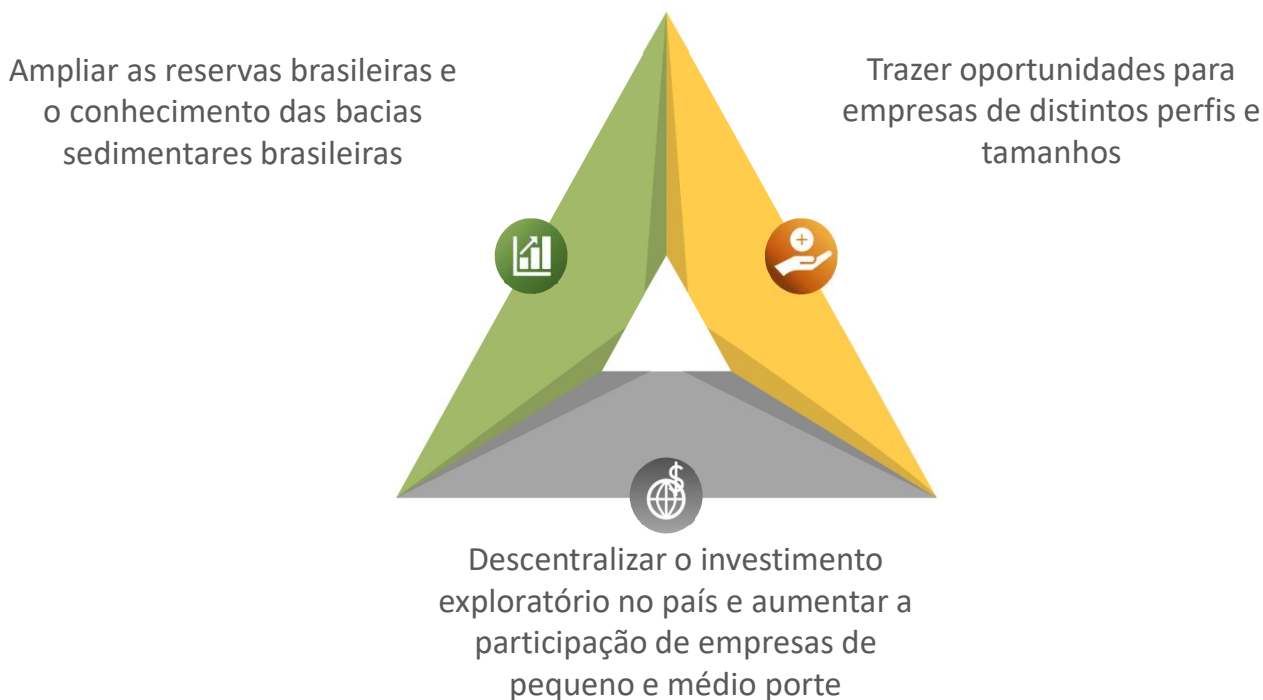 Ampliar as reservas brasileiras e
o conhecimento das bacias
sedimentares brasileiras
Trazer oportunidades para
empresas de distintos perfis e
tamanhos
Descentralizar o investimento
exploratório no país e aumentar a
participação de empresas de
pequeno e médio porte